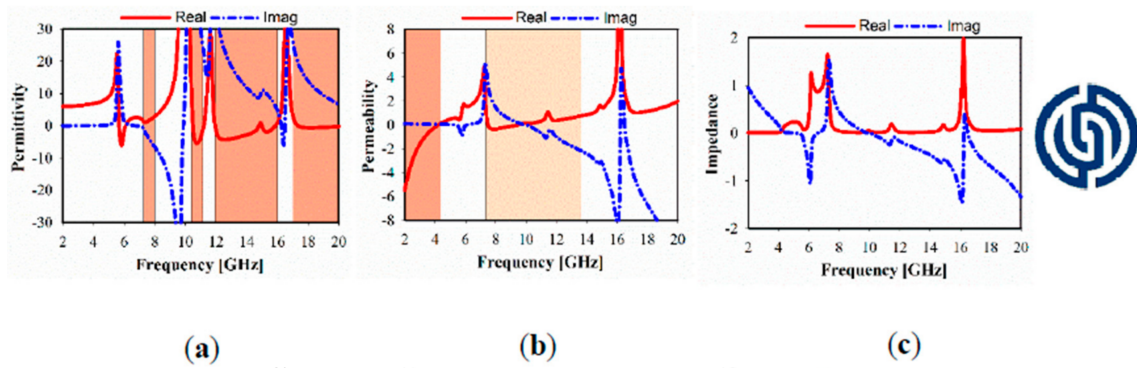 Real Imag
30
20
10
0
-10
-20
-30
Permittivity
2 4 6 8 10 12 14 16 18 20
Frequency [GHz]
(a)
Real Imag
8
6
4
2
0
-2
-4
-6
-8
Permeability
2 4 6 8 10 12 14 16 18 20
Frequency [GHz]
(b)
Real Imag
2
1
0
-1
-2
Impedance
2 4 6 8 10 12 14 16 18 20
Frequency [GHz]
(c)